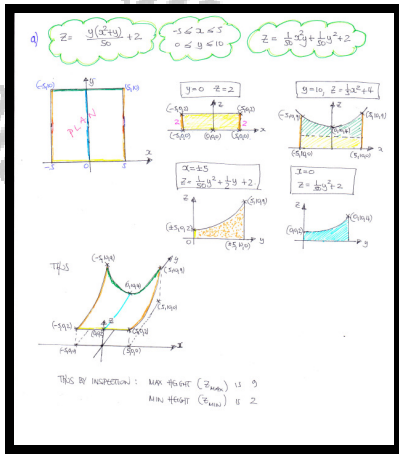 a) z = y(x²+y)/50 + 2
-5 ≤ x ≤ 5
0 ≤ y ≤ 10
z = 1/50 x²y + 1/50 y² + 2
(-5,10) y (5,10)
PLAN
-5 0 5 x
y=0 z=2
z
(-5,0,2) (5,0,2)
2 2
(-5,0,0) (0,0,0) (5,0,0) x
y=10, z = 1/5 x² + 4
z
(-5,10,9) (5,10,9)
(0,10,4)
(-5,10,0) (5,10,0) x
x=±5
z = 1/50 y² + 1/2 y + 2
z
(5,10,9)
(±5,0,2)
0
(±5,10,0) y
x=0
z = 1/50 y² + 2
z
(0,10,4)
(0,0,2)
y
THUS
(-5,10,9) y
(5,10,9)
(0,10,4)
(5,10,0)
(-5,0,2) z
(5,0,2)
x
(5,0,0)
THUS BY INSPECTION : MAX HEIGHT (Z MAX) IS 9
MIN HEIGHT (Z MIN) IS 2